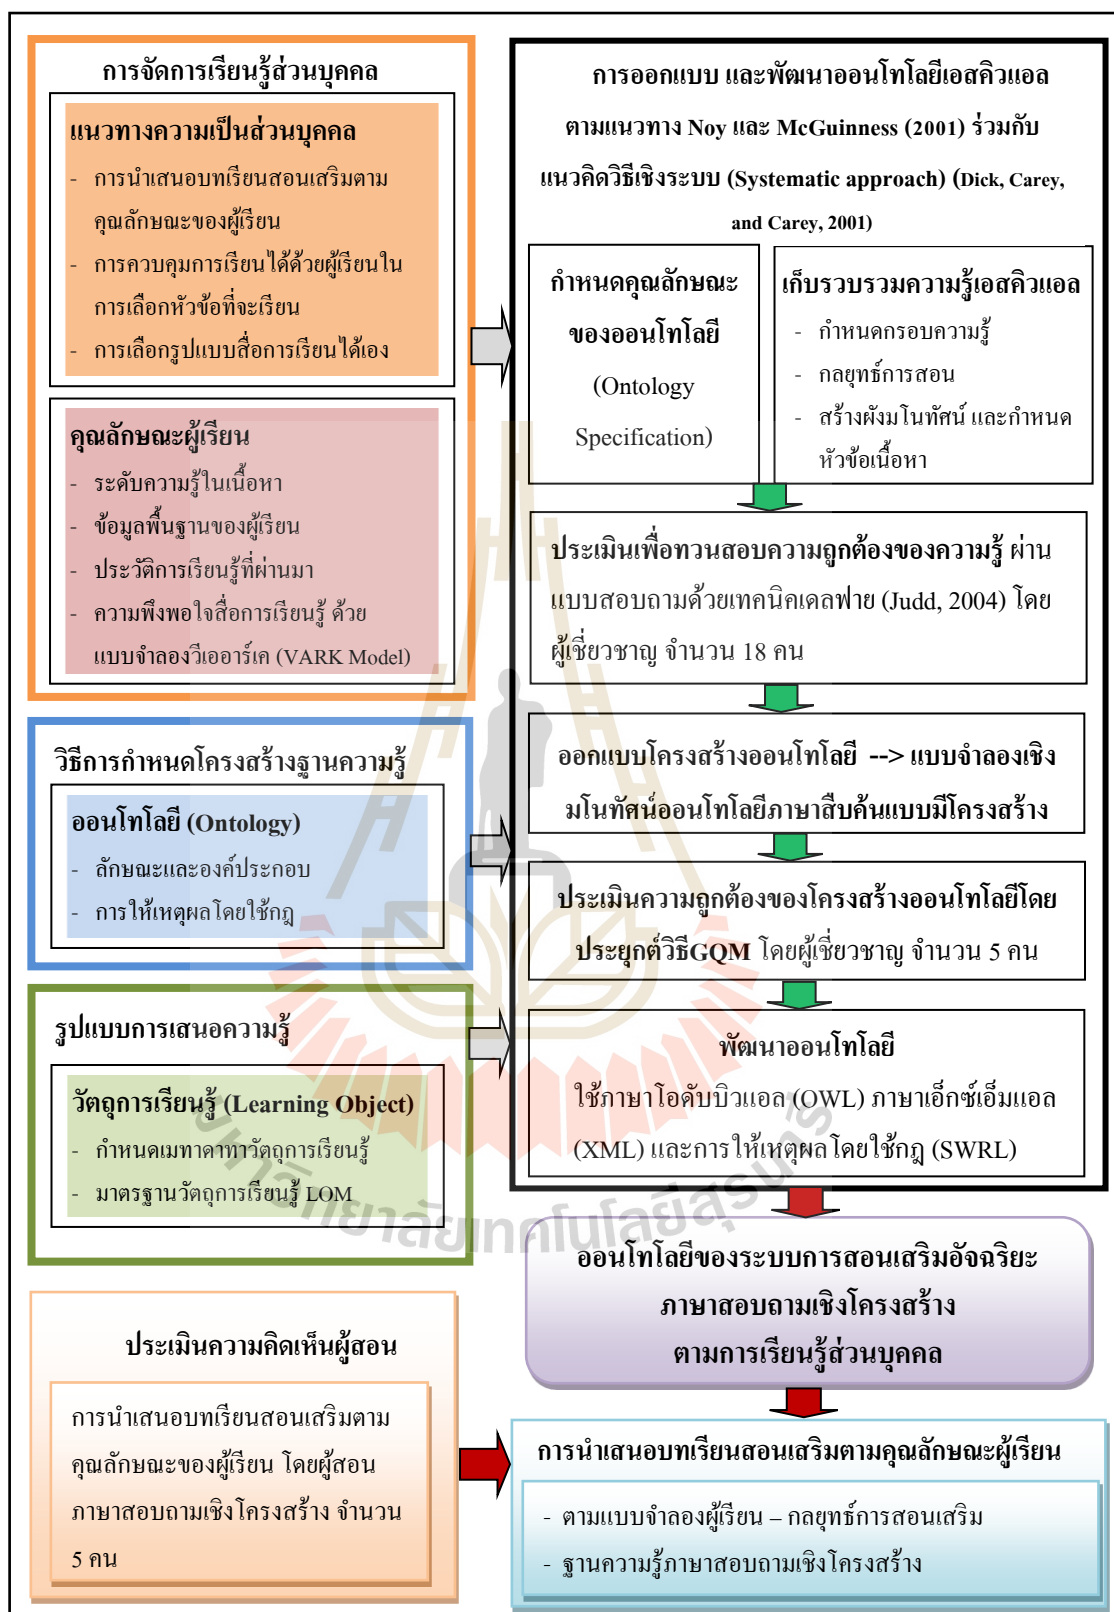 การจัดการเรียนรู้ส่วนบุคคล
แนวทางความเป็นส่วนบุคคล
- การนำเสนอบทเรียนสอนเสริมตาม
คุณลักษณะของผู้เรียน
- การควบคุมการเรียนได้ด้วยผู้เรียนใน
การเลือกหัวข้อที่จะเรียน
- การเลือกรูปแบบสื่อการเรียนได้เอง
คุณลักษณะผู้เรียน
- ระดับความรู้ในเนื้อหา
- ข้อมูลพื้นฐานของผู้เรียน
- ประวัติการเรียนรู้ที่ผ่านมา
- ความพึงพอใจสื่อการเรียนรู้ ด้วย
แบบจำลองวีเออาร์เค (VARK Model)
วิธีการกำหนดโครงสร้างฐานความรู้
ออนโทโลยี (Ontology)
- ลักษณะและองค์ประกอบ
- การให้เหตุผลโดยใช้กฎ
รูปแบบการเสนอความรู้
วัตถุการเรียนรู้ (Learning Object)
- กำหนดเมทาดาทาวัตถุการเรียนรู้
- มาตรฐานวัตถุการเรียนรู้ LOM
ประเมินความคิดเห็นผู้สอน
การนำเสนอบทเรียนสอนเสริมตาม
คุณลักษณะของผู้เรียน โดยผู้สอน
ภาษาสอบถามเชิงโครงสร้าง จำนวน
5 คน
การออกแบบ และพัฒนาออนโทโลยีเอสคิวแอล
ตามแนวทาง Noy และ McGuinness (2001) ร่วมกับ
แนวคิดวิธีเชิงระบบ (Systematic approach) (Dick, Carey,
and Carey, 2001)
กำหนดคุณลักษณะ
ของออนโทโลยี
(Ontology
Specification)
เก็บรวบรวมความรู้เอสคิวแอล
- กำหนดกรอบความรู้
- กลยุทธ์การสอน
- สร้างผังมโนทัศน์ และกำหนด
หัวข้อเนื้อหา
ประเมินเพื่อทวนสอบความถูกต้องของความรู้ ผ่าน
แบบสอบถามด้วยเทคนิคเดลฟาย (Judd, 2004) โดย
ผู้เชี่ยวชาญ จำนวน 18 คน
ออกแบบโครงสร้างออนโทโลยี --> แบบจำลองเชิง
มโนทัศน์ออนโทโลยีภาษาสืบค้นแบบมีโครงสร้าง
ประเมินความถูกต้องของโครงสร้างออนโทโลยีโดย
ประยุกต์วิธีGQM โดยผู้เชี่ยวชาญ จำนวน 5 คน
พัฒนาออนโทโลยี
ใช้ภาษาโอดับบิวแอล (OWL) ภาษาเอ็กซ์เอ็มแอล
(XML) และการให้เหตุผลโดยใช้กฎ (SWRL)
ออนโทโลยีของระบบการสอนเสริมอัจฉริยะ
ภาษาสอบถามเชิงโครงสร้าง
ตามการเรียนรู้ส่วนบุคคล
การนำเสนอบทเรียนสอนเสริมตามคุณลักษณะผู้เรียน
- ตามแบบจำลองผู้เรียน – กลยุทธ์การสอนเสริม
- ฐานความรู้ภาษาสอบถามเชิงโครงสร้าง
มหาวิทยาลัยเทคโนโลยีสุรนารี